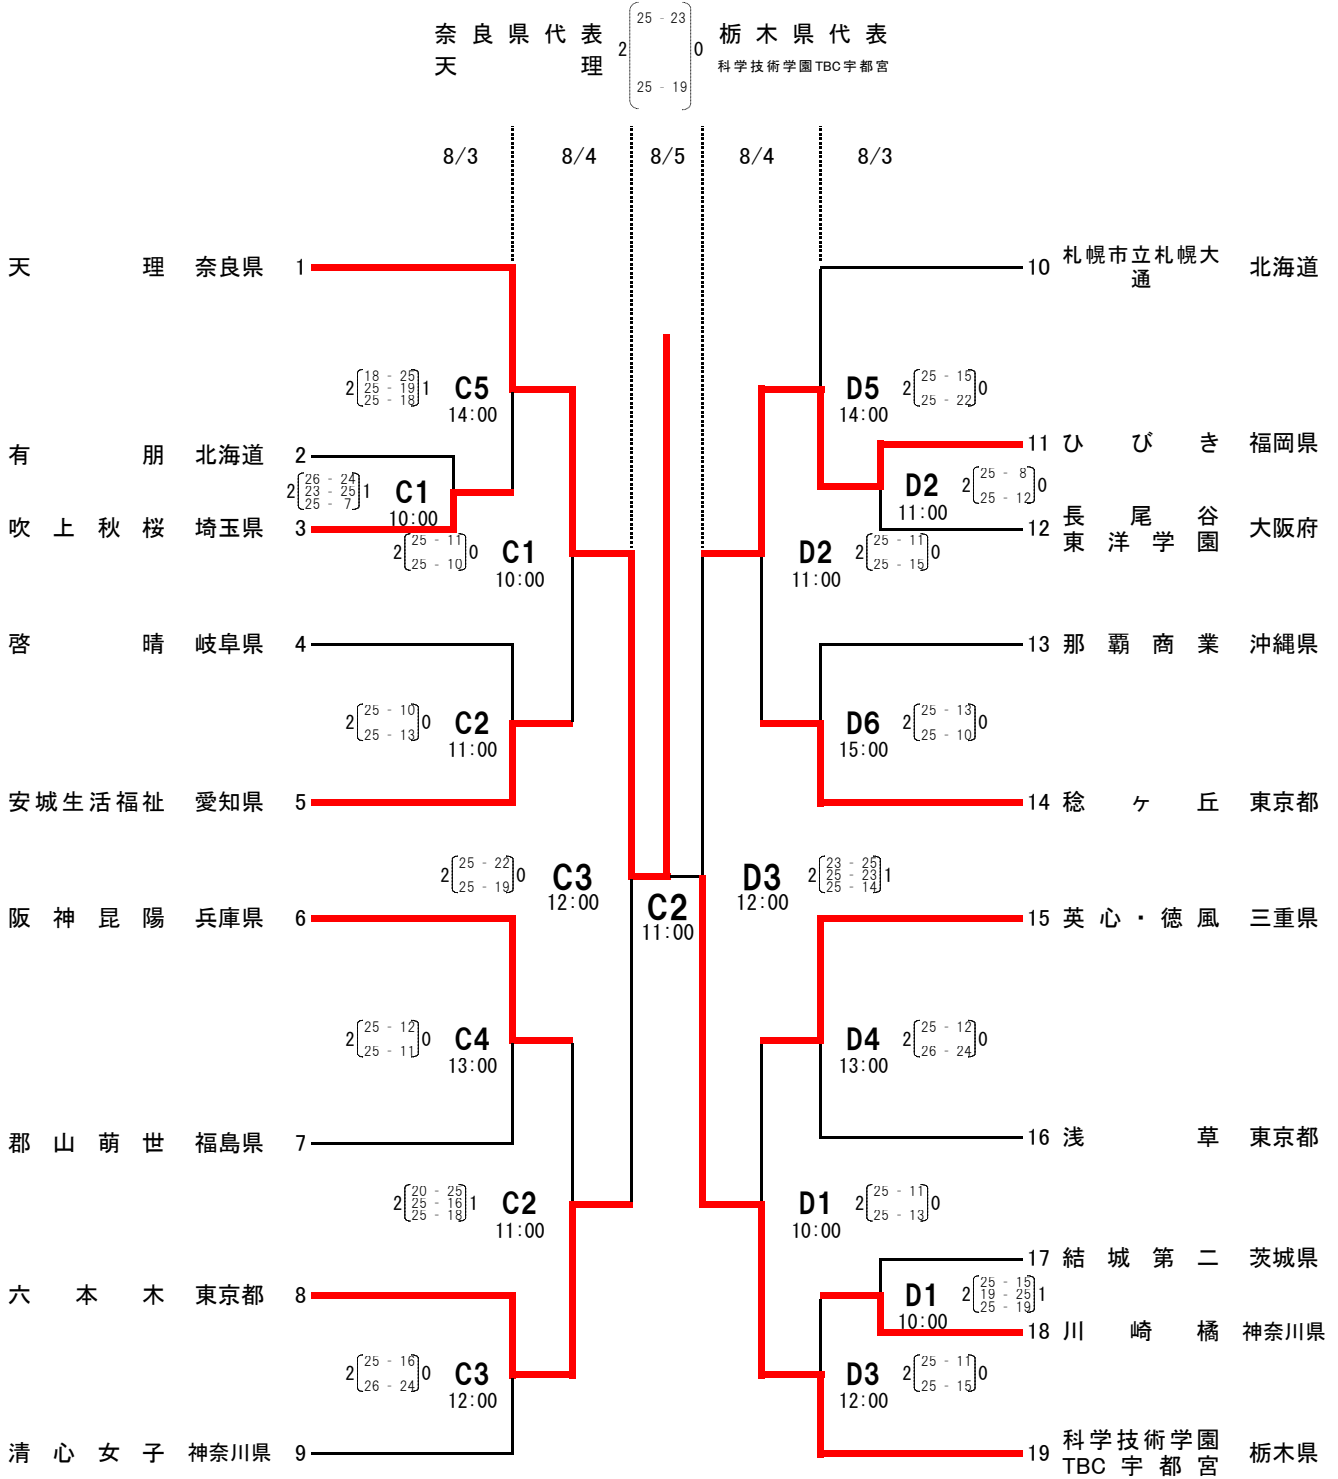 奈良県代表 2 25 - 23 0 栃木県代表
天理 25 - 19 科学技術学園TBC宇都宮
8/3 8/4 8/5 8/4 8/3
天理 奈良県 1
18 - 25
2 25 - 19 1 C5
25 - 18 14:00
有朋 北海道 2
26 - 24
2 23 - 25 1 C1
25 - 7 10:00
吹上秋桜 埼玉県 3
25 - 11
2 0 C1
25 - 10 10:00
啓晴 岐阜県 4
25 - 10
2 0 C2
25 - 13 11:00
安城生活福祉 愛知県 5
25 - 22
2 0 C3
25 - 19 12:00
阪神昆陽 兵庫県 6
25 - 12
2 0 C4
25 - 11 13:00
郡山萌世 福島県 7
20 - 25
2 25 - 16 1 C2
25 - 18 11:00
六本木 東京都 8
25 - 16
2 0 C3
26 - 24 12:00
清心女子 神奈川県 9
C2
11:00
10 札幌市立札幌大 北海道
通
D5 25 - 15
14:00 2 0
25 - 22
11 ひびき 福岡県
D2 25 - 8
11:00 2 0
25 - 12
12 長尾谷 大阪府
東洋学園
D2 25 - 11
11:00 2 0
25 - 15
13 那覇商業 沖縄県
D6 25 - 13
15:00 2 0
25 - 10
14 稔ヶ丘 東京都
D3 23 - 25
12:00 2 25 - 23 1
25 - 14
15 英心・徳風 三重県
D4 25 - 12
13:00 2 0
26 - 24
16 浅草 東京都
D1 25 - 11
10:00 2 0
25 - 13
17 結城第二 茨城県
D1 25 - 15
10:00 2 19 - 25 1
25 - 19
18 川崎橘 神奈川県
D3 25 - 11
12:00 2 0
25 - 15
19 科学技術学園 栃木県
TBC宇都宮